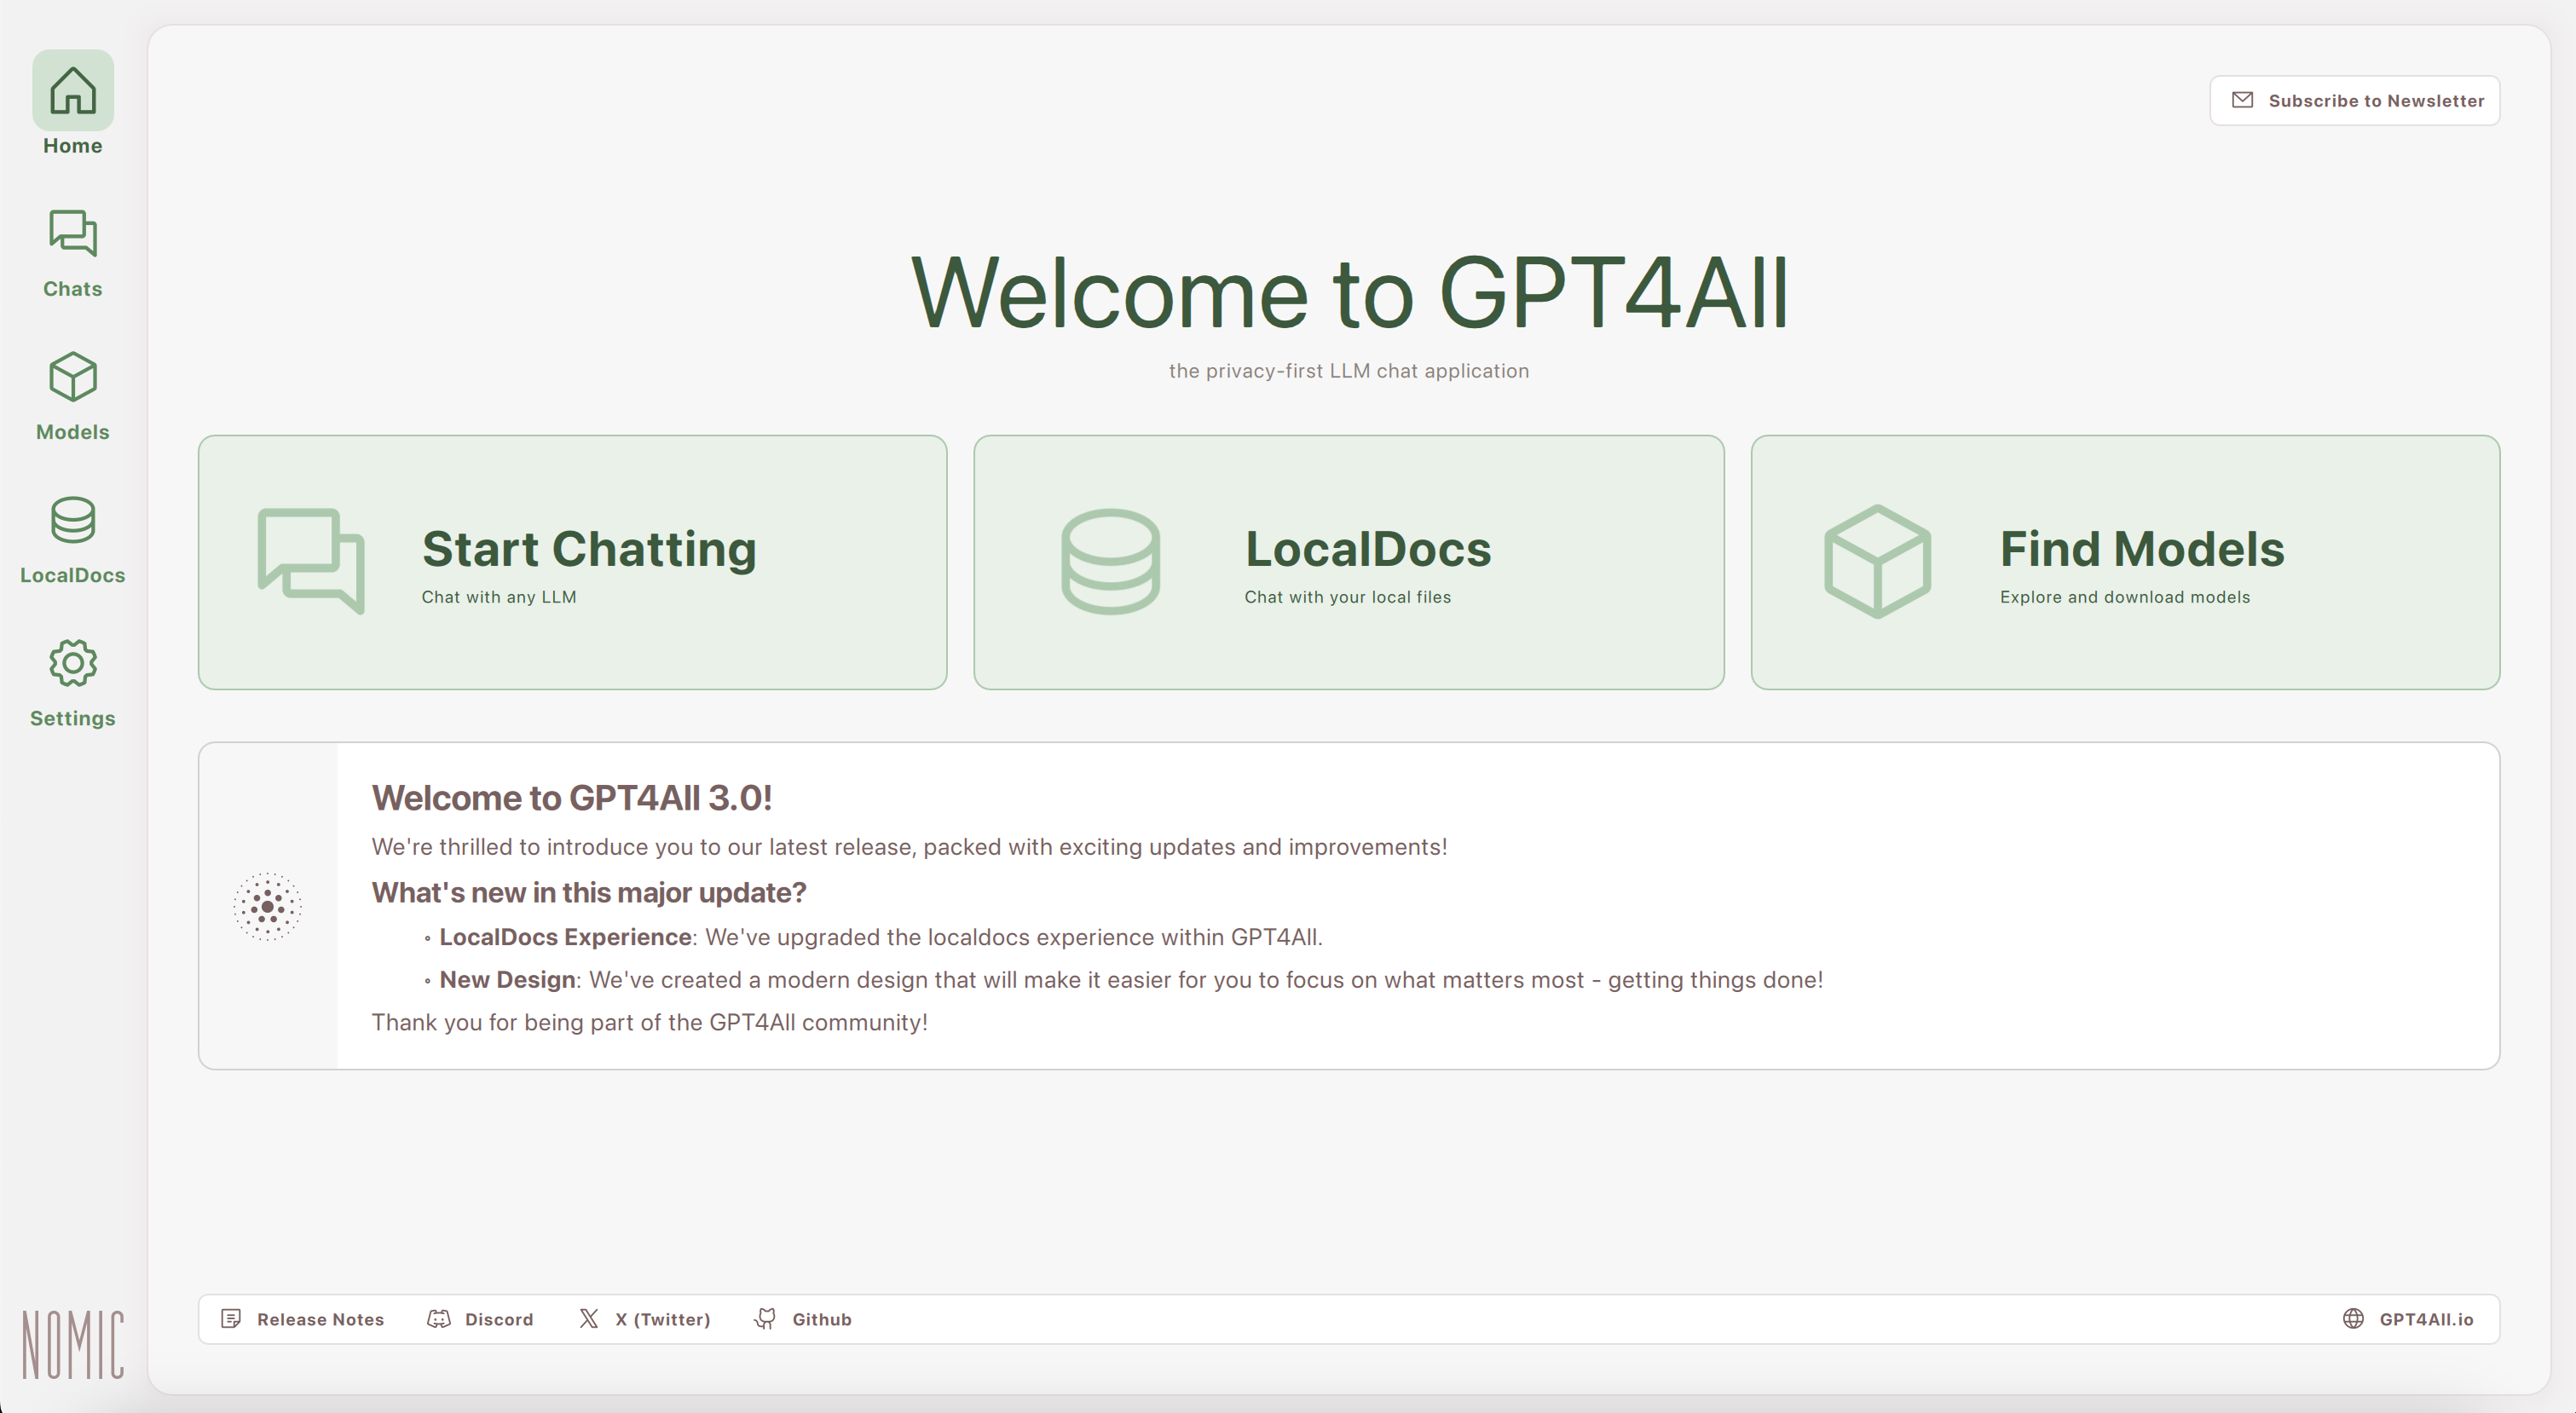 Home
Chats
Models
LocalDocs
Settings
NOMIC
Subscribe to Newsletter
Welcome to GPT4All
the privacy-first LLM chat application
Start Chatting
Chat with any LLM
LocalDocs
Chat with your local files
Find Models
Explore and download models
Welcome to GPT4All 3.0!
We're thrilled to introduce you to our latest release, packed with exciting updates and improvements!
What's new in this major update?
◦ LocalDocs Experience: We've upgraded the localdocs experience within GPT4All.
◦ New Design: We've created a modern design that will make it easier for you to focus on what matters most - getting things done!
Thank you for being part of the GPT4All community!
Release Notes
Discord
X (Twitter)
Github
GPT4All.io